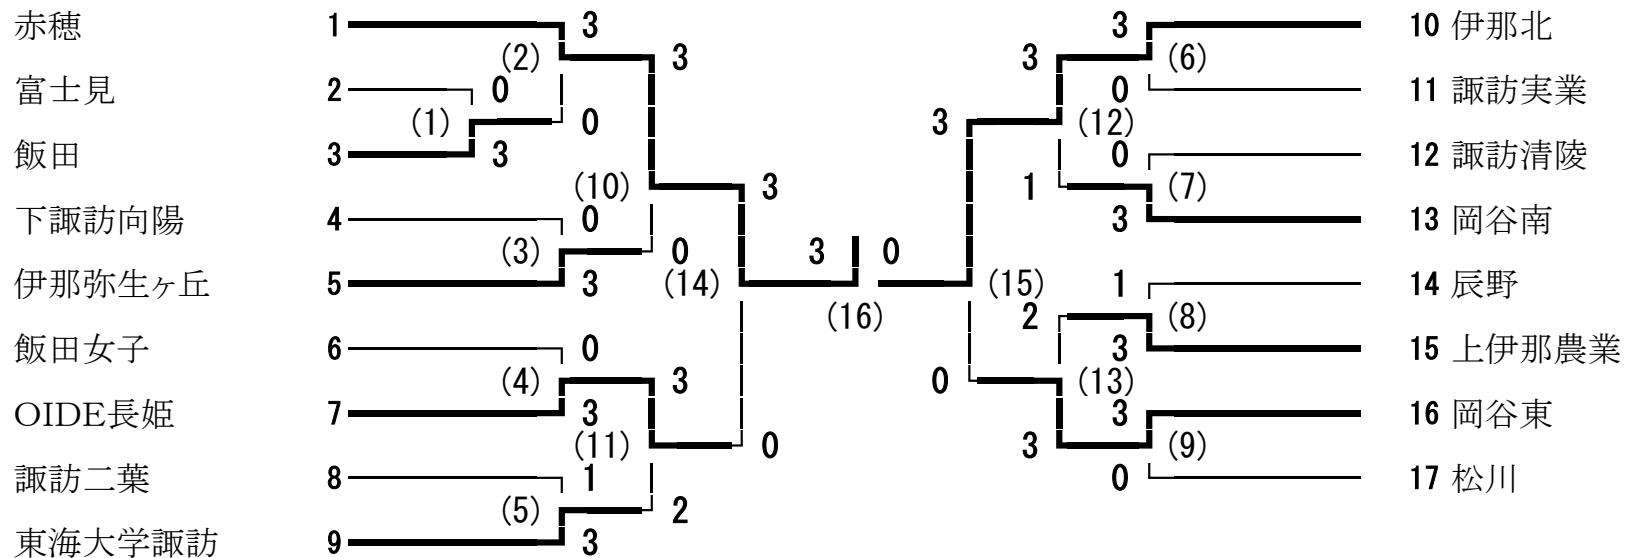 赤穂 1 3 3 10 伊那北
(2) 3 3 (6)
富士見 2 0 0 11 諏訪実業
(1) 0 3 (12)
飯田 3 3 0 12 諏訪清陵
(10) 3 1 (7)
下諏訪向陽 4 0 3 13 岡谷南
(3) 0 3 0
伊那弥生ヶ丘 5 3 (14) (15) 1 14 辰野
(16) 2 (8)
飯田女子 6 0 3 15 上伊那農業
(4) 3 0 (13)
OIDE長姫 7 3 3 16 岡谷東
(11) 0 3 (9)
諏訪二葉 8 1 0 17 松川
(5) 2
東海大学諏訪 9 3